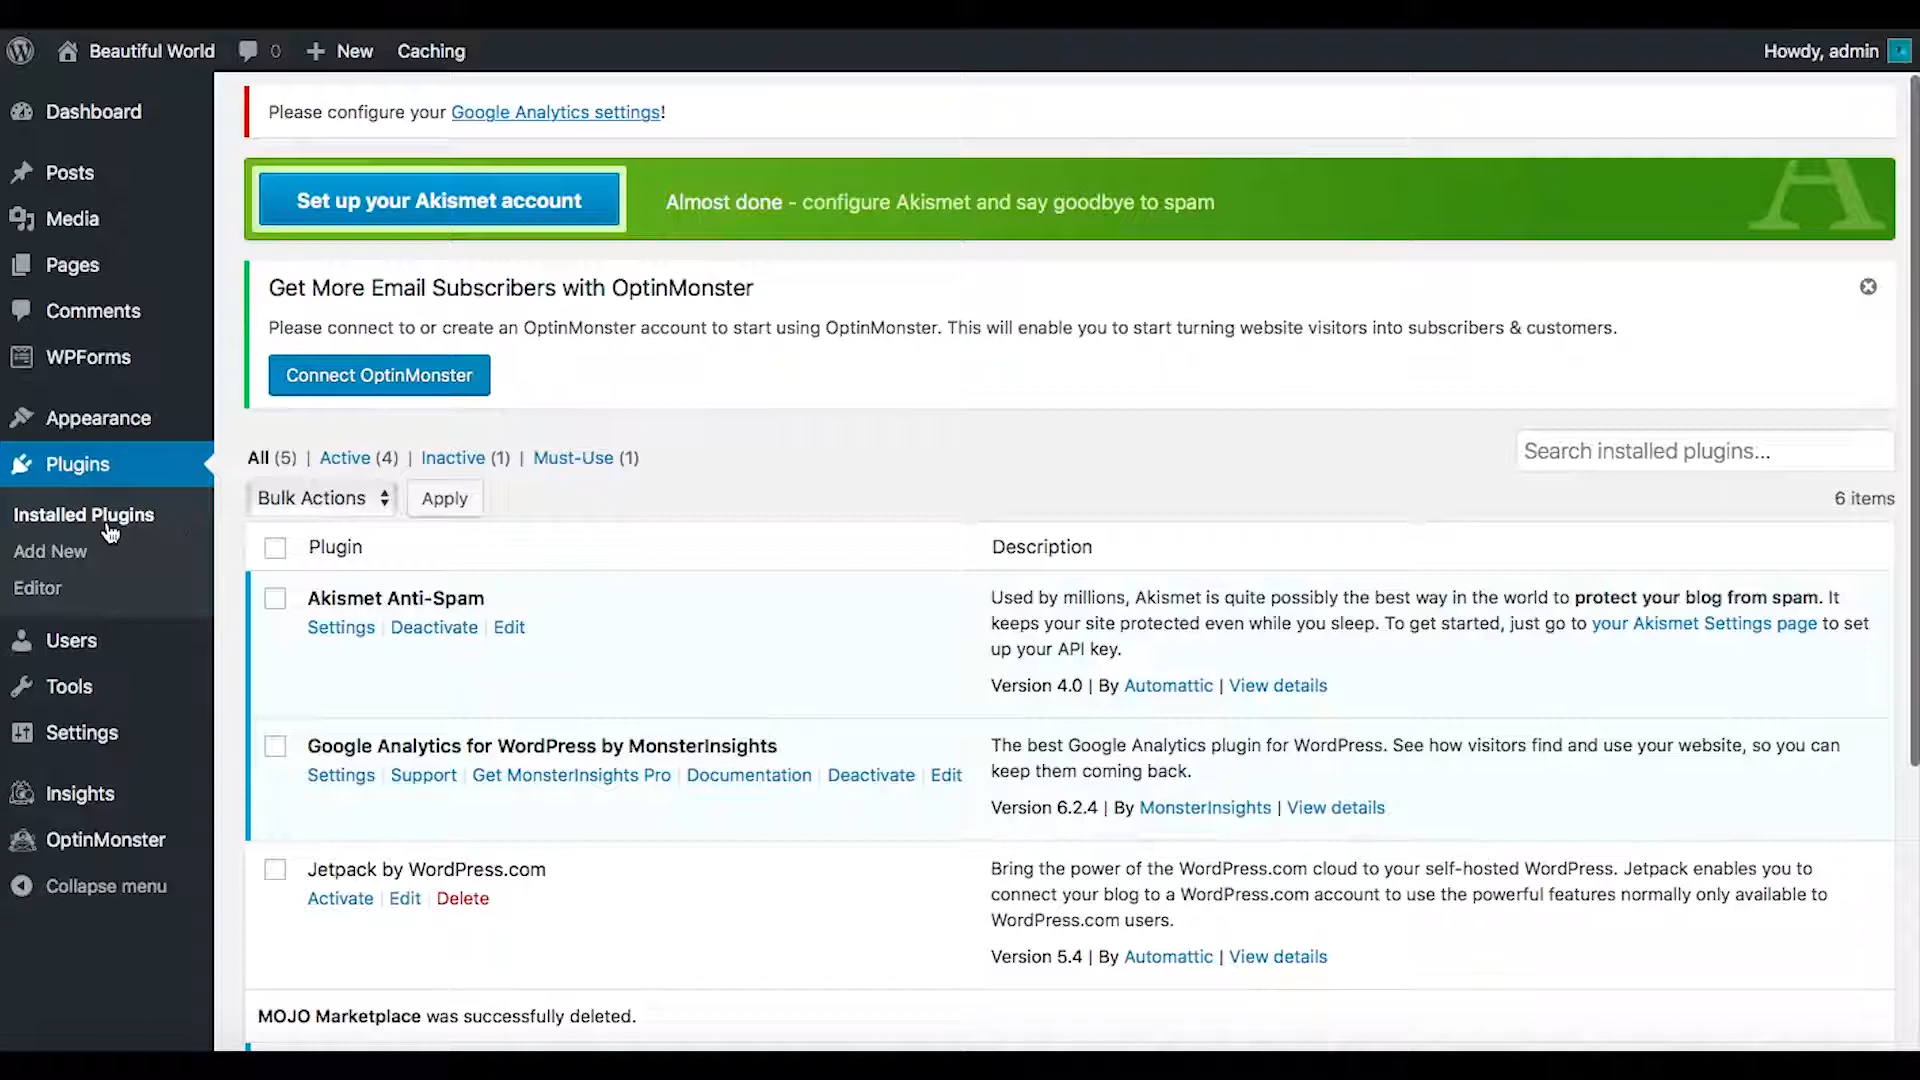 Beautiful World 0 New Caching Howdy, admin
Dashboard
Posts
Media
Pages
Comments
WPForms
Appearance
Plugins
Installed Plugins
Add New
Editor
Users
Tools
Settings
Insights
OptinMonster
Collapse menu
Please configure your Google Analytics settings!
Set up your Akismet account
Almost done - configure Akismet and say goodbye to spam
A
Get More Email Subscribers with OptinMonster
Please connect to or create an OptinMonster account to start using OptinMonster. This will enable you to start turning website visitors into subscribers & customers.
Connect OptinMonster
All (5) | Active (4) | Inactive (1) | Must-Use (1)
Search installed plugins...
Bulk Actions Apply
6 items
Plugin Description
Akismet Anti-Spam
Settings | Deactivate | Edit
Used by millions, Akismet is quite possibly the best way in the world to protect your blog from spam. It
keeps your site protected even while you sleep. To get started, just go to your Akismet Settings page to set
up your API key.
Version 4.0 | By Automattic | View details
Google Analytics for WordPress by MonsterInsights
Settings | Support | Get MonsterInsights Pro | Documentation | Deactivate | Edit
The best Google Analytics plugin for WordPress. See how visitors find and use your website, so you can
keep them coming back.
Version 6.2.4 | By MonsterInsights | View details
Jetpack by WordPress.com
Activate | Edit | Delete
Bring the power of the WordPress.com cloud to your self-hosted WordPress. Jetpack enables you to
connect your blog to a WordPress.com account to use the powerful features normally only available to
WordPress.com users.
Version 5.4 | By Automattic | View details
MOJO Marketplace was successfully deleted.